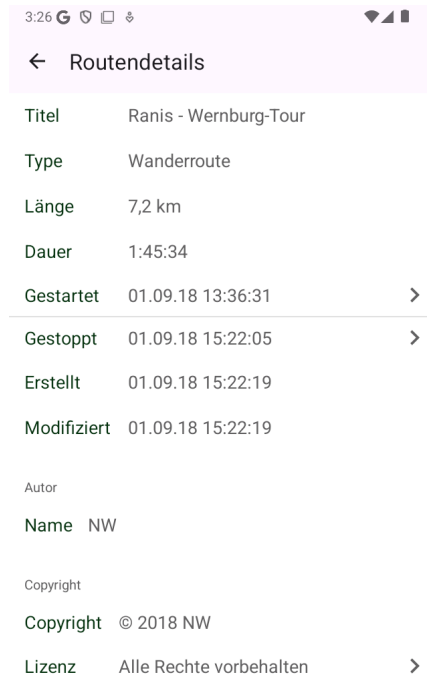 3:26
Routendetails
Titel Ranis - Wernburg-Tour
Type Wanderroute
Länge 7,2 km
Dauer 1:45:34
Gestartet 01.09.18 13:36:31
Gestoppt 01.09.18 15:22:05
Erstellt 01.09.18 15:22:19
Modifiziert 01.09.18 15:22:19
Autor
Name NW
Copyright
Copyright © 2018 NW
Lizenz Alle Rechte vorbehalten